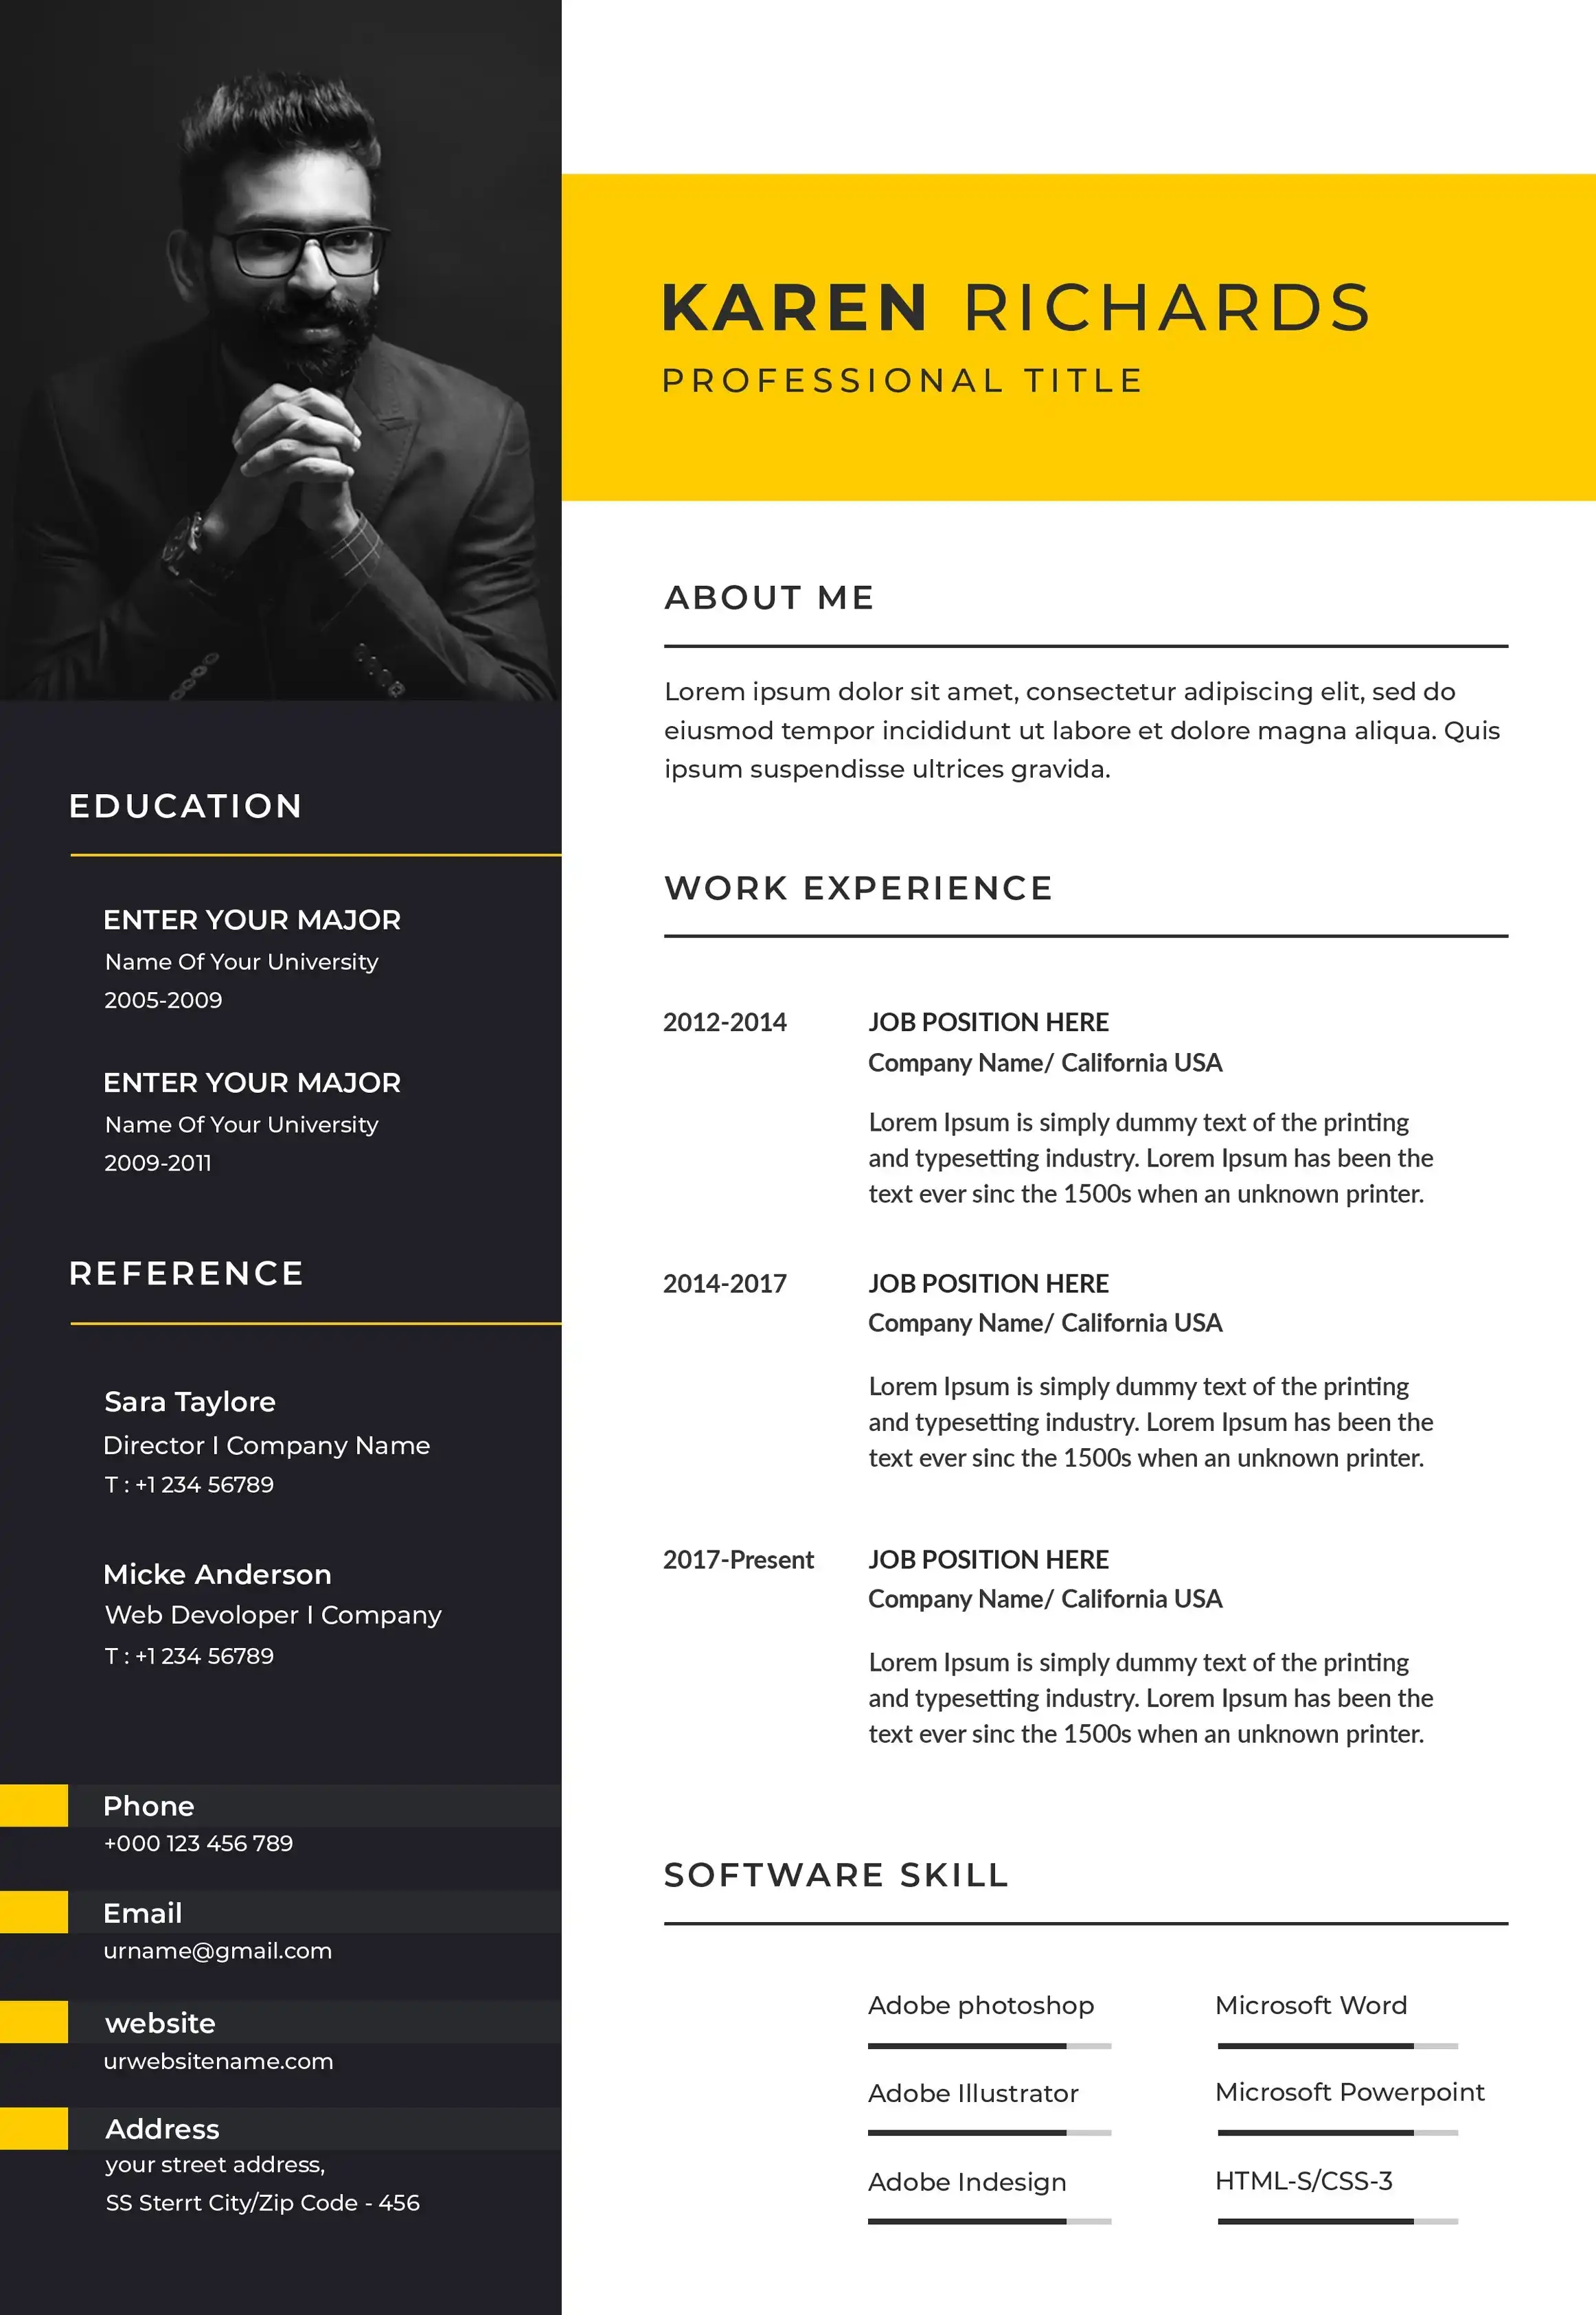 KAREN RICHARDS
PROFESSIONAL TITLE
EDUCATION
ENTER YOUR MAJOR
Name Of Your University
2005-2009
ENTER YOUR MAJOR
Name Of Your University
2009-2011
REFERENCE
Sara Taylore
Director I Company Name
T : +1 234 56789
Micke Anderson
Web Devoloper I Company
T : +1 234 56789
Phone
+000 123 456 789
Email
urname@gmail.com
website
urwebsitename.com
Address
your street address,
SS Sterrt City/Zip Code - 456
ABOUT ME
Lorem ipsum dolor sit amet, consectetur adipiscing elit, sed do
eiusmod tempor incididunt ut labore et dolore magna aliqua. Quis
ipsum suspendisse ultrices gravida.
WORK EXPERIENCE
2012-2014 JOB POSITION HERE
Company Name/ California USA
Lorem Ipsum is simply dummy text of the printing
and typesetting industry. Lorem Ipsum has been the
text ever sinc the 1500s when an unknown printer.
2014-2017 JOB POSITION HERE
Company Name/ California USA
Lorem Ipsum is simply dummy text of the printing
and typesetting industry. Lorem Ipsum has been the
text ever sinc the 1500s when an unknown printer.
2017-Present JOB POSITION HERE
Company Name/ California USA
Lorem Ipsum is simply dummy text of the printing
and typesetting industry. Lorem Ipsum has been the
text ever sinc the 1500s when an unknown printer.
SOFTWARE SKILL
Adobe photoshop Microsoft Word
Adobe Illustrator Microsoft Powerpoint
Adobe Indesign HTML-S/CSS-3